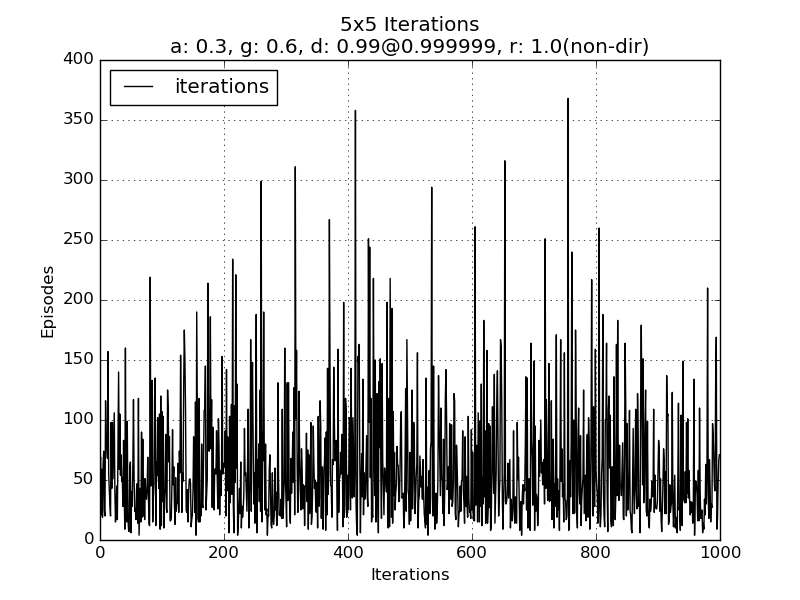 5x5 Iterations
a: 0.3, g: 0.6, d: 0.99@0.999999, r: 1.0(non-dir)
iterations
400
350
300
250
200
150
100
50
0
Episodes
0 200 400 600 800 1000
Iterations